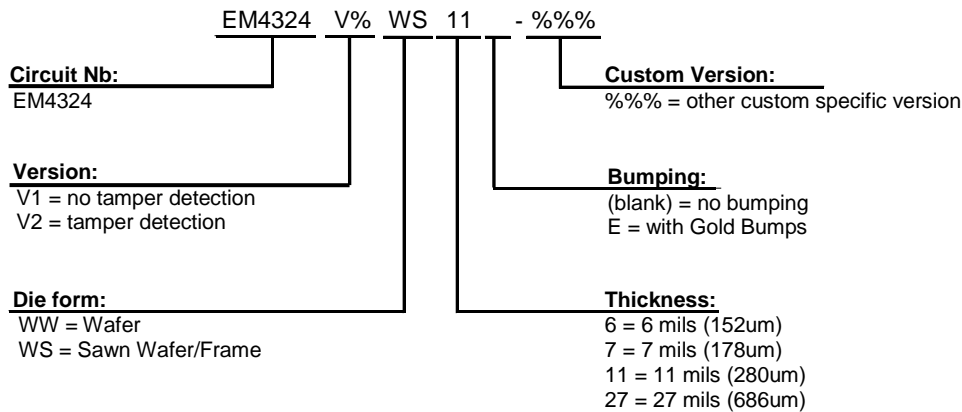 EM4324 V% WS 11 - %%%
Circuit Nb:
EM4324
Custom Version:
%%% = other custom specific version
Version:
V1 = no tamper detection
V2 = tamper detection
Bumping:
(blank) = no bumping
E = with Gold Bumps
Die form:
WW = Wafer
WS = Sawn Wafer/Frame
Thickness:
6 = 6 mils (152um)
7 = 7 mils (178um)
11 = 11 mils (280um)
27 = 27 mils (686um)